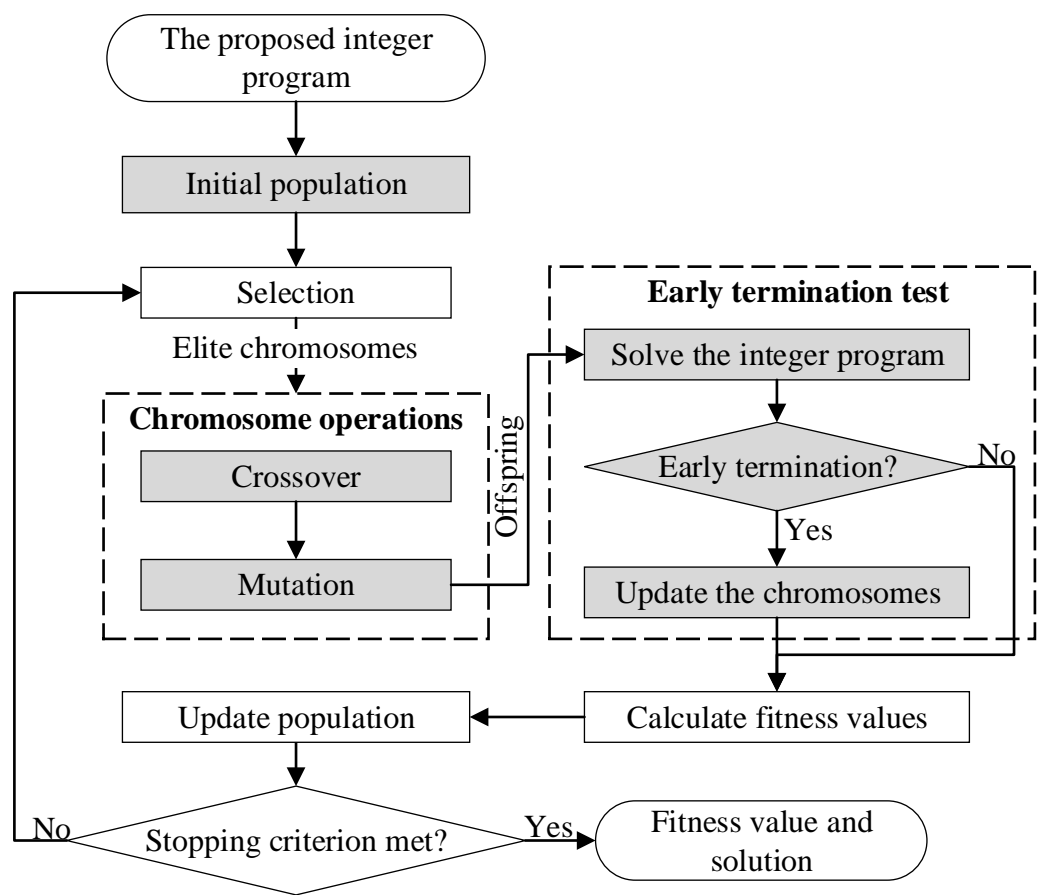 The proposed integer
program
Initial population
Selection
Elite chromosomes
Chromosome operations
Crossover
Mutation
Offspring
Early termination test
Solve the integer program
Early termination?
No
Yes
Update the chromosomes
Calculate fitness values
Update population
Stopping criterion met?
No
Yes
Fitness value and
solution